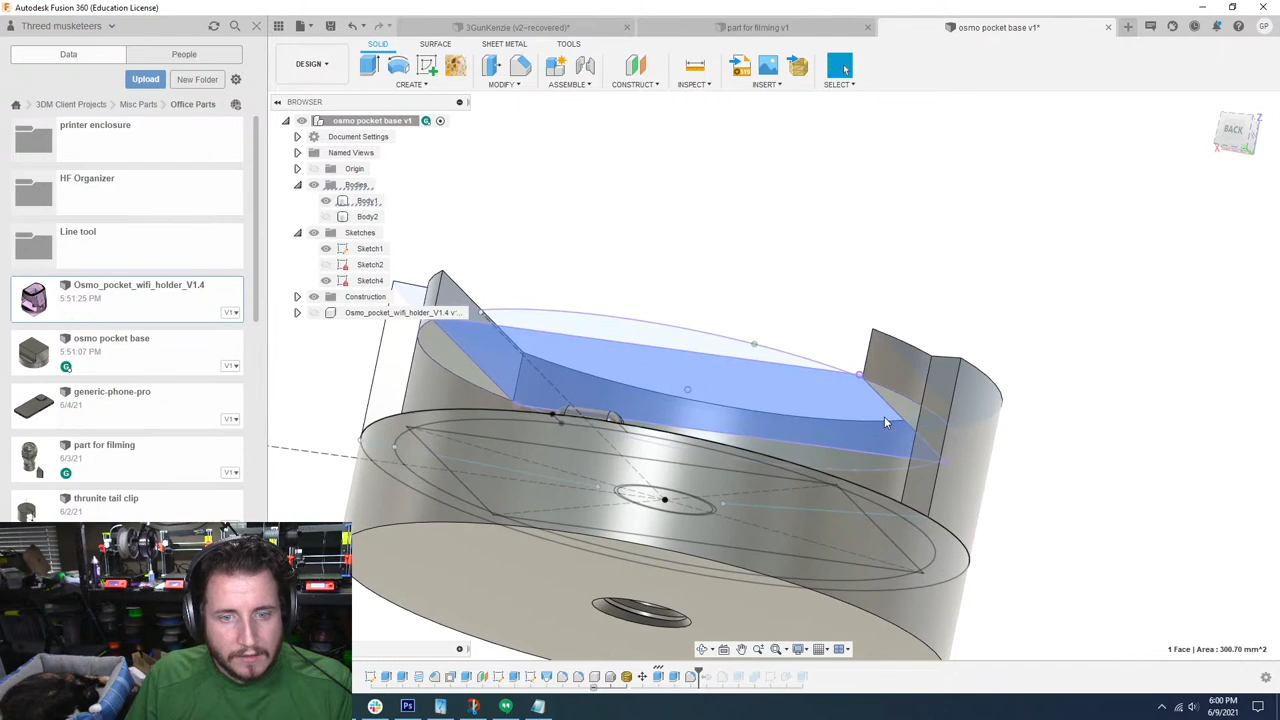 Autodesk Fusion 360 (Education License)
Threed musketeers
3GunKenzie (v2~recovered)*
part for filming v1
osmo pocket base v1*
GP
Data
People
SOLID
SURFACE
SHEET METAL
TOOLS
DESIGN
CREATE
MODIFY
ASSEMBLE
CONSTRUCT
INSPECT
INSERT
SELECT
Upload
New Folder
3DM Client Projects
Misc Parts
Office Parts
BROWSER
osmo pocket base v1
Document Settings
Named Views
Origin
Bodies
Body1
Body2
Sketches
Sketch1
Sketch2
Sketch4
Construction
Osmo_pocket_wifi_holder_V1.4 v'...
BACK
Z
X
printer enclosure
HF Organizer
Line tool
Osmo_pocket_wifi_holder_V1.4
5:51:25 PM
V1
osmo pocket base
5:51:07 PM
V1
generic-phone-pro
6/4/21
V1
part for filming
6/3/21
V1
thrunite tail clip
6/2/21
1 Face | Area : 300.70 mm^2
6:00 PM
6/9/2021